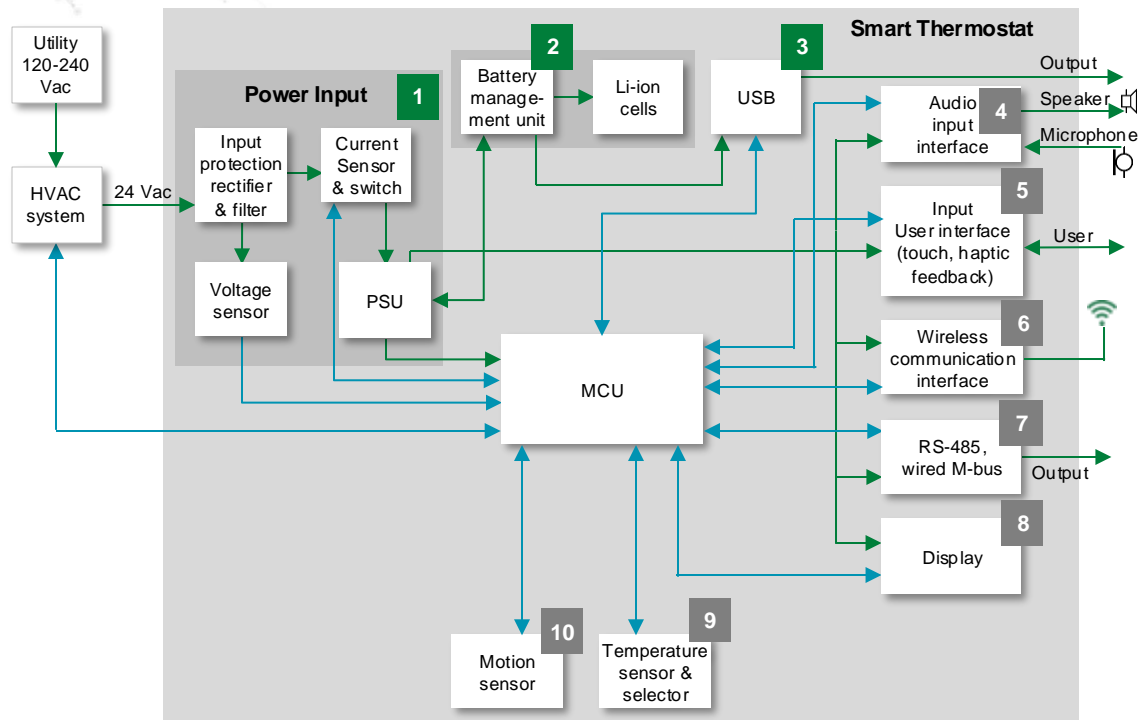 Smart Thermostat
Utility
120-240
Vac
HVAC
system
24 Vac
Power Input
1
Input
protection
rectifier
& filter
Current
Sensor
& switch
Voltage
sensor
PSU
2
Battery
manage-
ment unit
Li-ion
cells
3
USB
Output
4
Audio
input
interface
Speaker
Microphone
5
Input
User interface
(touch, haptic
feedback)
User
6
Wireless
communication
interface
MCU
7
RS-485,
wired M-bus
Output
8
Display
10
Motion
sensor
9
Temperature
sensor &
selector